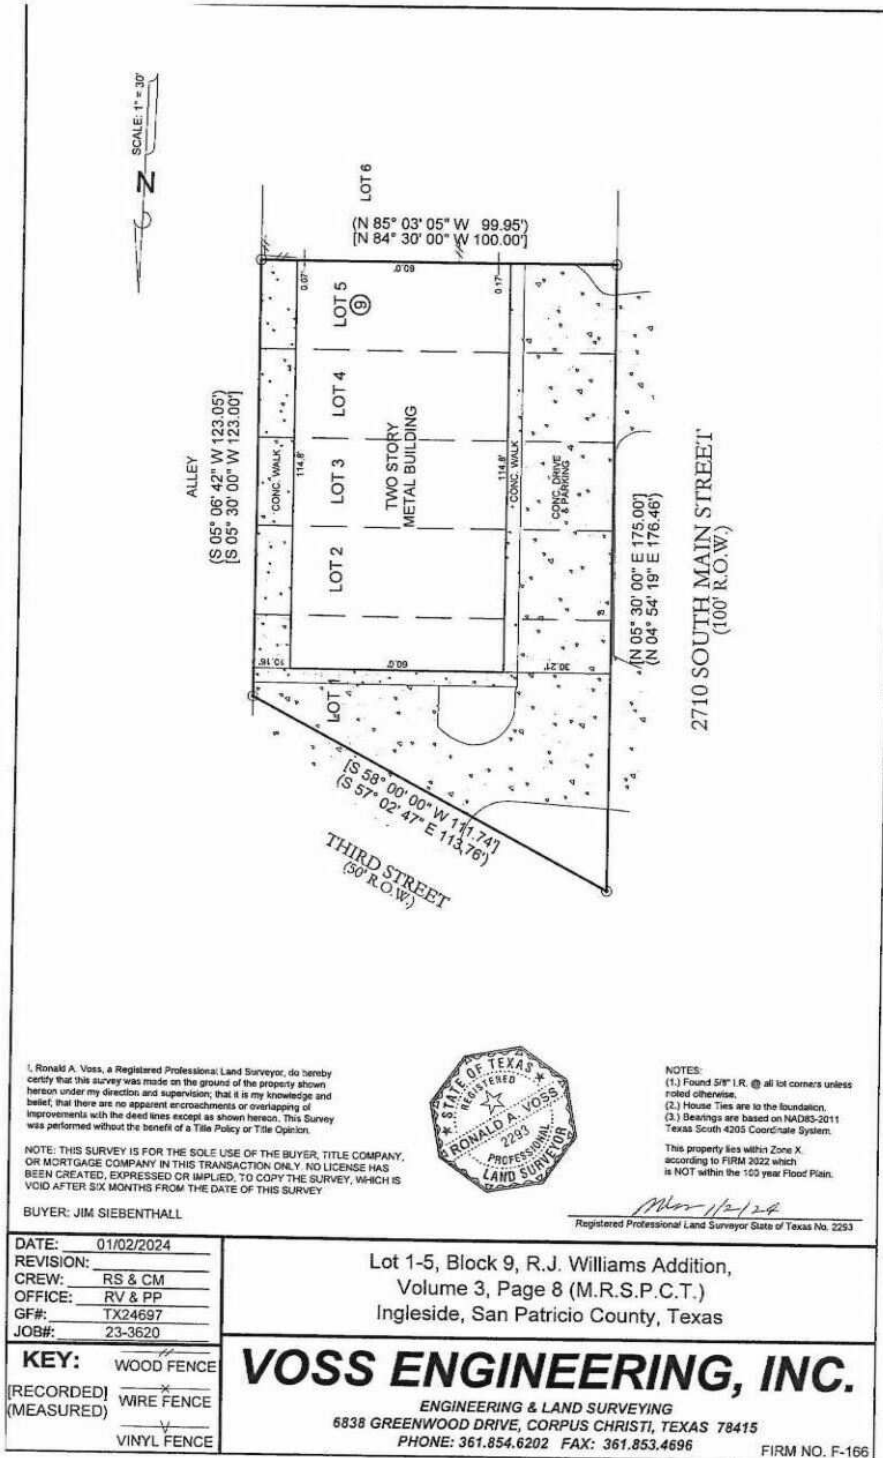 SCALE: 1" = 30'
N
LOT 6
(N 85° 03' 05" W 99.95')
[N 84° 30' 00" W 100.00']
60.0'
0.07'
0.17'
LOT 5
9
LOT 4
LOT 3
LOT 2
LOT 1
TWO STORY
METAL BUILDING
114.8'
114.8'
CONC. WALK
CONC. WALK
CONC. DRIVE
& PARKING
ALLEY
(S 05° 06' 42" W 123.05')
[S 05° 30' 00" W 123.00']
[N 05° 30' 00" E 175.00']
(N 04° 54' 19" E 176.46')
2710 SOUTH MAIN STREET
(100' R.O.W.)
10.16'
60.0'
30.21'
[S 58° 00' 00" W 111.74']
(S 57° 02' 47" E 113.76')
THIRD STREET
(50' R.O.W.)
I, Ronald A. Voss, a Registered Professional Land Surveyor, do hereby
certify that this survey was made on the ground of the property shown
hereon under my direction and supervision; that it is my knowledge and
belief; that there are no apparent encroachments or overlapping of
improvements with the deed lines except as shown hereon. This Survey
was performed without the benefit of a Title Policy or Title Opinion.
NOTE: THIS SURVEY IS FOR THE SOLE USE OF THE BUYER, TITLE COMPANY,
OR MORTGAGE COMPANY IN THIS TRANSACTION ONLY. NO LICENSE HAS
BEEN CREATED, EXPRESSED OR IMPLIED, TO COPY THE SURVEY, WHICH IS
VOID AFTER SIX MONTHS FROM THE DATE OF THIS SURVEY
BUYER: JIM SIEBENTHALL
STATE OF TEXAS
REGISTERED
RONALD A. VOSS
2293
PROFESSIONAL
LAND SURVEYOR
NOTES:
(1.) Found 5/8" I.R. @ all lot corners unless
noted otherwise.
(2.) House Ties are to the foundation.
(3.) Bearings are based on NAD83-2011
Texas South 4205 Coordinate System.
This property lies within Zone X
according to FIRM 2022 which
is NOT within the 100 year Flood Plain.
1/2/24
Registered Professional Land Surveyor State of Texas No. 2293
DATE: 01/02/2024
REVISION:
CREW: RS & CM
OFFICE: RV & PP
GF#: TX24697
JOB#: 23-3620
Lot 1-5, Block 9, R.J. Williams Addition,
Volume 3, Page 8 (M.R.S.P.C.T.)
Ingleside, San Patricio County, Texas
KEY:
WOOD FENCE
[RECORDED]
(MEASURED)
WIRE FENCE
VINYL FENCE
VOSS ENGINEERING, INC.
ENGINEERING & LAND SURVEYING
6838 GREENWOOD DRIVE, CORPUS CHRISTI, TEXAS 78415
PHONE: 361.854.6202 FAX: 361.853.4696
FIRM NO. F-166